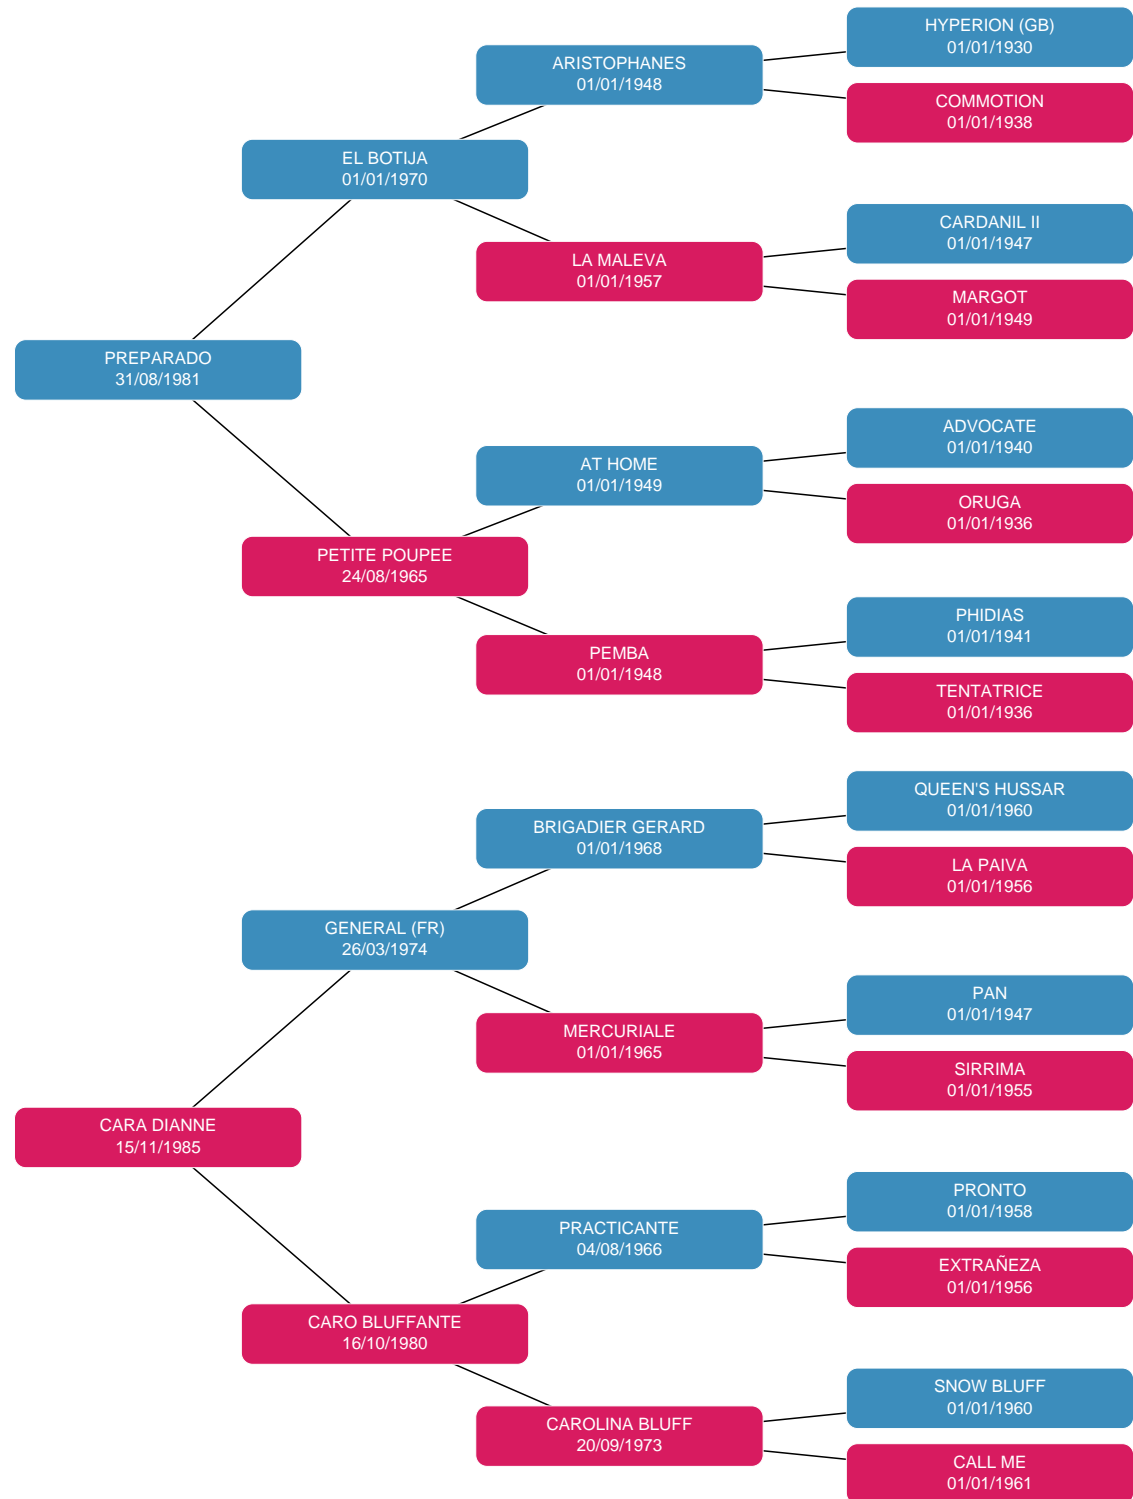 HYPERION (GB)
01/01/1930
ARISTOPHANES
01/01/1948
COMMOTION
01/01/1938
EL BOTIJA
01/01/1970
CARDANIL II
01/01/1947
LA MALEVA
01/01/1957
MARGOT
01/01/1949
PREPARADO
31/08/1981
ADVOCATE
01/01/1940
AT HOME
01/01/1949
ORUGA
01/01/1936
PETITE POUPEE
24/08/1965
PHIDIAS
01/01/1941
PEMBA
01/01/1948
TENTATRICE
01/01/1936
QUEEN'S HUSSAR
01/01/1960
BRIGADIER GERARD
01/01/1968
LA PAIVA
01/01/1956
GENERAL (FR)
26/03/1974
PAN
01/01/1947
MERCURIALE
01/01/1965
SIRRIMA
01/01/1955
CARA DIANNE
15/11/1985
PRONTO
01/01/1958
PRACTICANTE
04/08/1966
EXTRAÑEZA
01/01/1956
CARO BLUFFANTE
16/10/1980
SNOW BLUFF
01/01/1960
CAROLINA BLUFF
20/09/1973
CALL ME
01/01/1961